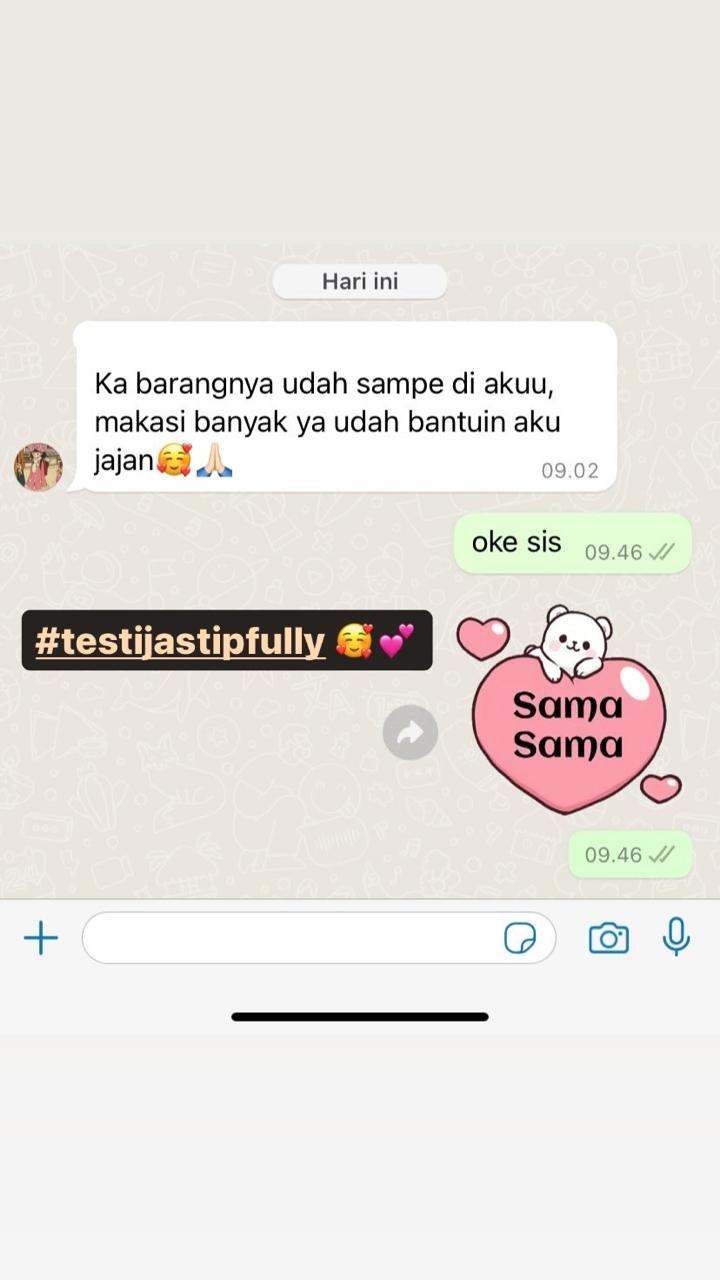 Hari ini
Ka barangnya udah sampe di akuu,
makasi banyak ya udah bantuin aku
jajan🥰🙏🏻
09.02
oke sis
09.46
#testijastipfully 🥰💕
Sama
Sama
09.46